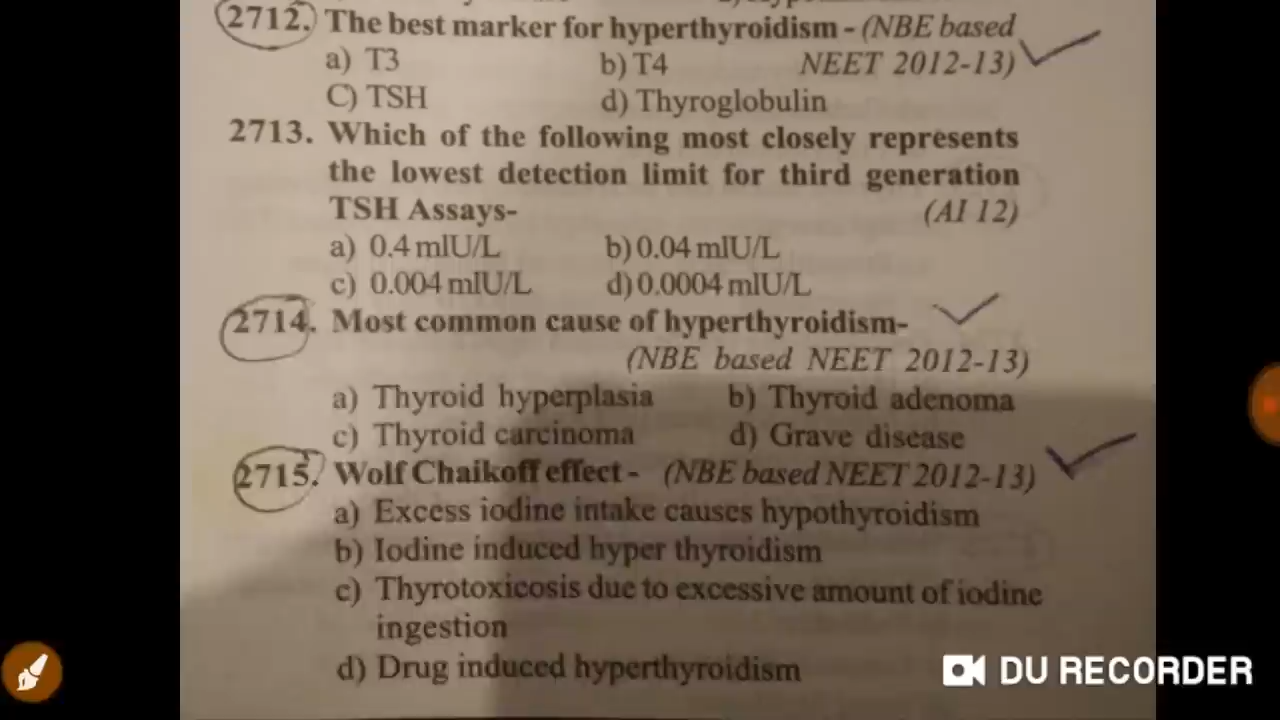 2712. The best marker for hyperthyroidism - (NBE based
a) T3 b) T4 NEET 2012-13)
C) TSH d) Thyroglobulin
2713. Which of the following most closely represents
the lowest detection limit for third generation
TSH Assays- (AI 12)
a) 0.4 mIU/L b) 0.04 mIU/L
c) 0.004 mIU/L d) 0.0004 mIU/L
2714. Most common cause of hyperthyroidism-
(NBE based NEET 2012-13)
a) Thyroid hyperplasia b) Thyroid adenoma
c) Thyroid carcinoma d) Grave disease
2715. Wolf Chaikoff effect - (NBE based NEET 2012-13)
a) Excess iodine intake causes hypothyroidism
b) Iodine induced hyper thyroidism
c) Thyrotoxicosis due to excessive amount of iodine
ingestion
d) Drug induced hyperthyroidism
DU RECORDER